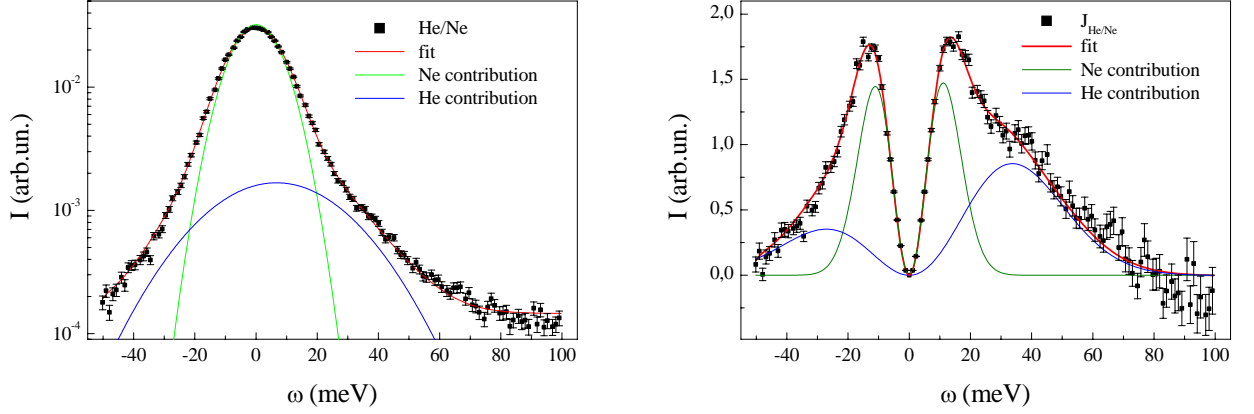 He/Ne
fit
Ne contribution
He contribution
10⁻²
10⁻³
10⁻⁴
I (arb.un.)
-40 -20 0 20 40 60 80 100
ω (meV)
J_He/Ne
fit
Ne contribution
He contribution
2,0
1,5
1,0
0,5
0,0
I (arb.un.)
-40 -20 0 20 40 60 80 100
ω (meV)